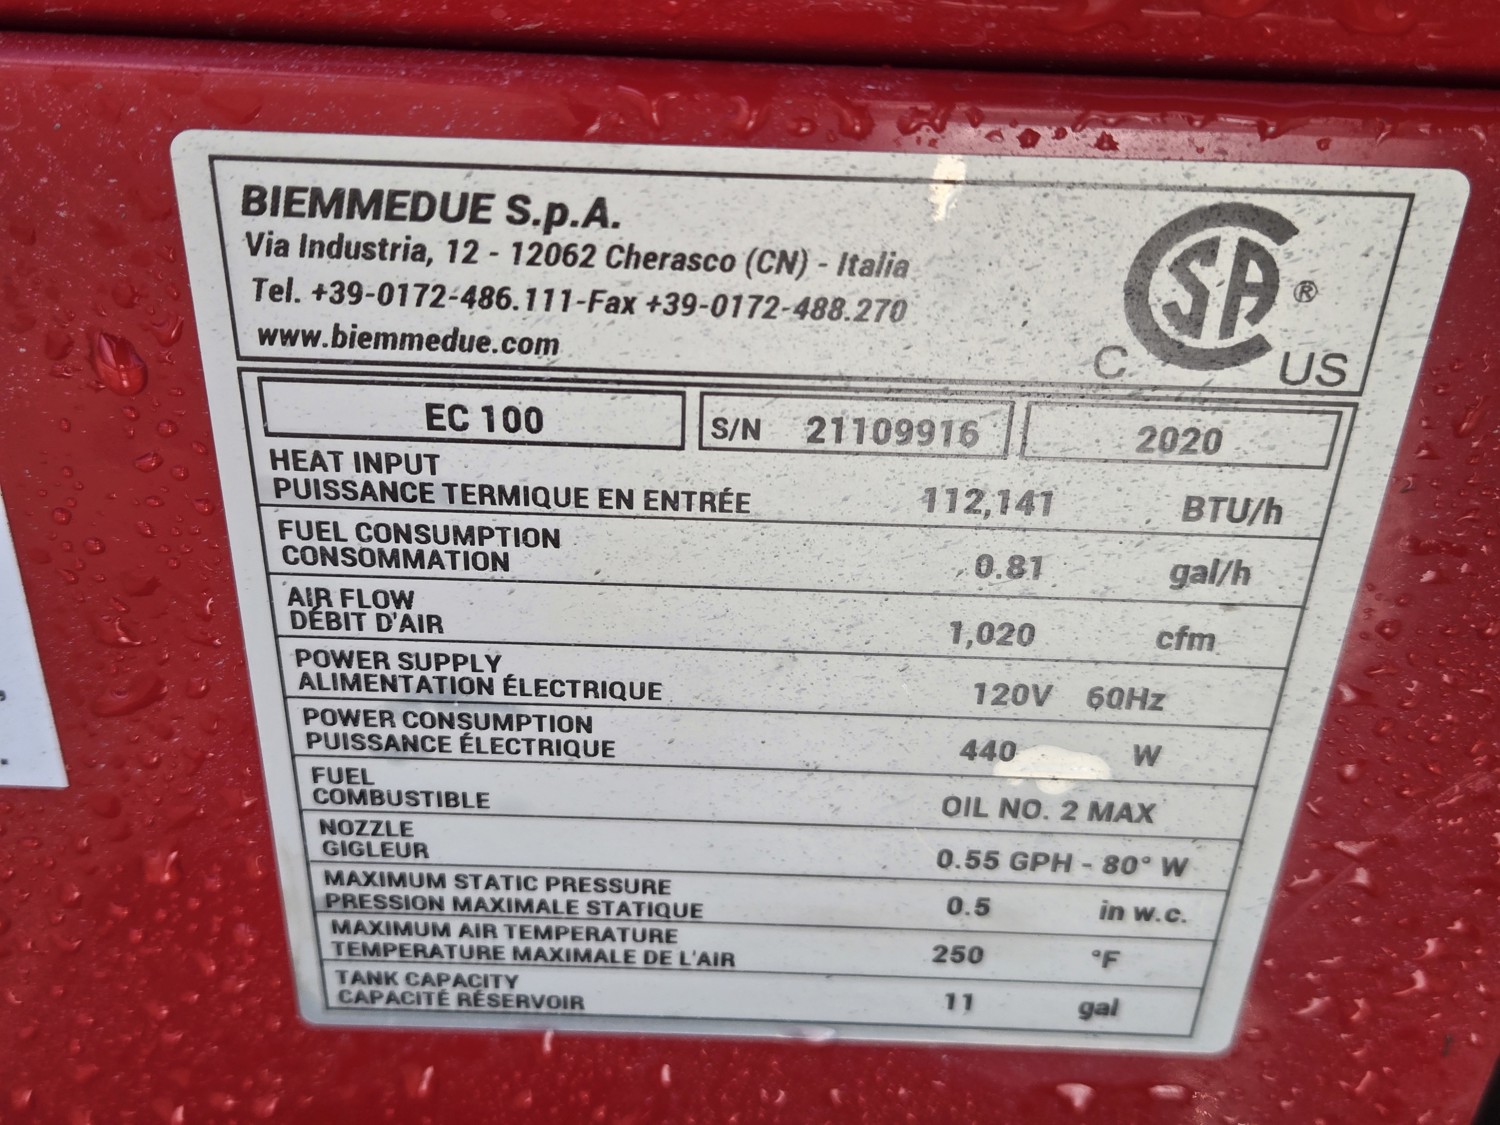 BIEMMEDUE S.p.A.
Via Industria, 12 - 12062 Cherasco (CN) - Italia
Tel. +39-0172-486.111-Fax +39-0172-488.270
www.biemmedue.com
CSA ®
C US
EC 100 S/N 21109916 2020
HEAT INPUT
PUISSANCE TERMIQUE EN ENTRÉE 112,141 BTU/h
FUEL CONSUMPTION
CONSOMMATION 0.81 gal/h
AIR FLOW
DÉBIT D'AIR 1,020 cfm
POWER SUPPLY
ALIMENTATION ÉLECTRIQUE 120V 60Hz
POWER CONSUMPTION
PUISSANCE ÉLECTRIQUE 440 W
FUEL
COMBUSTIBLE OIL NO. 2 MAX
NOZZLE
GIGLEUR 0.55 GPH - 80° W
MAXIMUM STATIC PRESSURE
PRESSION MAXIMALE STATIQUE 0.5 in w.c.
MAXIMUM AIR TEMPERATURE
TEMPERATURE MAXIMALE DE L'AIR 250 °F
TANK CAPACITY
CAPACITÉ RÉSERVOIR 11 gal